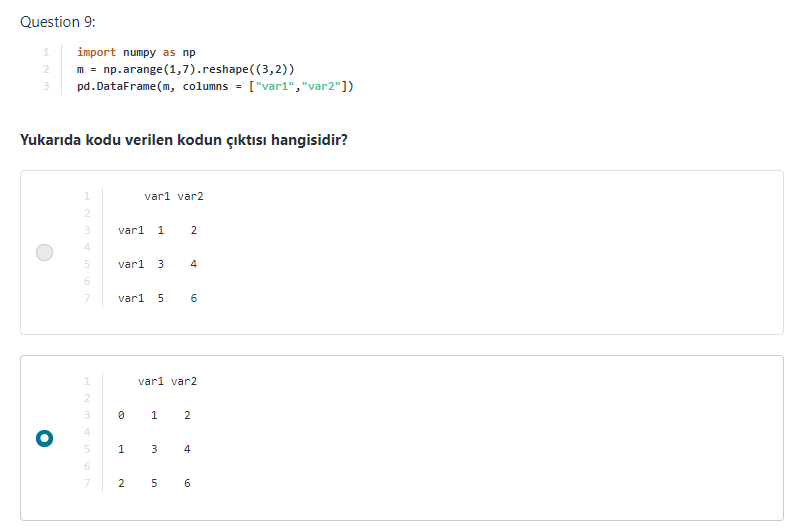 Question 9:
1 import numpy as np
2 m = np.arange(1,7).reshape((3,2))
3 pd.DataFrame(m, columns = ["var1","var2"])
Yukarıda kodu verilen kodun çıktısı hangisidir?
1 var1 var2
2
3 var1 1 2
4
5 var1 3 4
6
7 var1 5 6
1 var1 var2
2
3 0 1 2
4
5 1 3 4
6
7 2 5 6